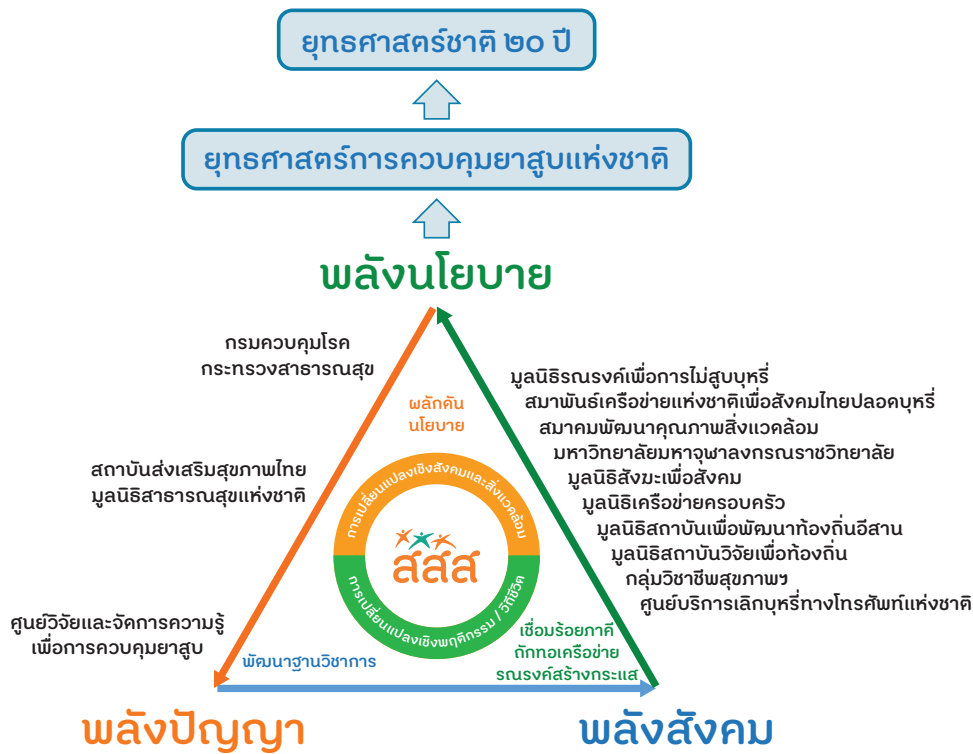 ยุทธศาสตร์ชาติ ๒๐ ปี
ยุทธศาสตร์การควบคุมยาสูบแห่งชาติ
พลังนโยบาย
กรมควบคุมโรค
กระทรวงสาธารณสุข
มูลนิธิรณรงค์เพื่อการไม่สูบบุหรี่
สมาพันธ์เครือข่ายแห่งชาติเพื่อสังคมไทยปลอดบุหรี่
สมาคมพัฒนาคุณภาพสิ่งแวดล้อม
มหาวิทยาลัยมหาจุฬาลงกรณราชวิทยาลัย
มูลนิธิสังฆะเพื่อสังคม
มูลนิธิเครือข่ายครอบครัว
มูลนิธิสถาบันเพื่อพัฒนาท้องถิ่นอีสาน
มูลนิธิสถาบันวิจัยเพื่อท้องถิ่น
กลุ่มวิชาชีพสุขภาพฯ
ศูนย์บริการเลิกบุหรี่ทางโทรศัพท์แห่งชาติ
ผลักดัน
นโยบาย
สถาบันส่งเสริมสุขภาพไทย
มูลนิธิสาธารณสุขแห่งชาติ
การเปลี่ยนแปลงเชิงสังคมและสิ่งแวดล้อม
สสส
การเปลี่ยนแปลงเชิงพฤติกรรม / วิถีชีวิต
ศูนย์วิจัยและจัดการความรู้
เพื่อการควบคุมยาสูบ
พัฒนาฐานวิชาการ
เชื่อมร้อยภาคี
ถักทอเครือข่าย
รณรงค์สร้างกระแส
พลังปัญญา
พลังสังคม